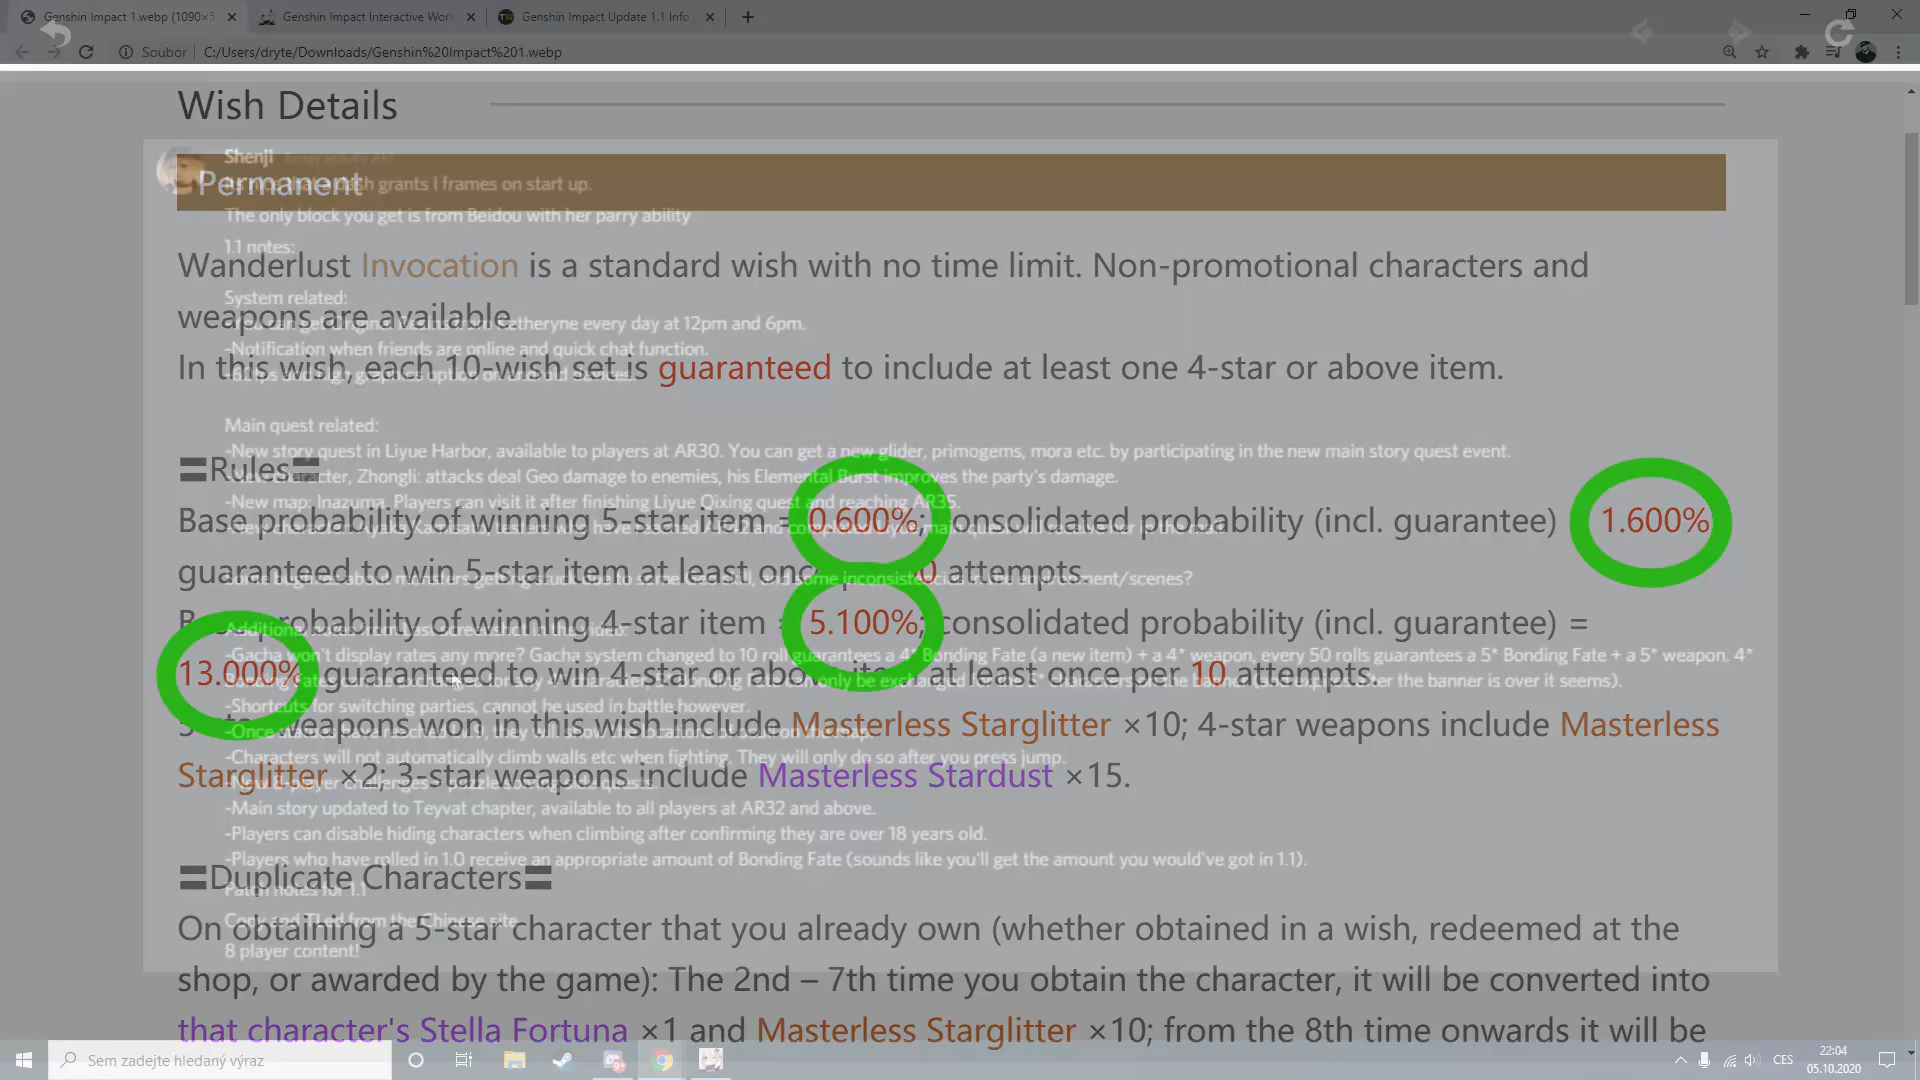 Genshin Impact 1.webp (1090×5
Genshin Impact Interactive Wor
Genshin Impact Update 1.1 Info
Soubor
C:/Users/dryte/Downloads/Genshin%20Impact%201.webp
Wish Details
Shenji
Permanent
grants I frames on start up.
The only block you get is from Beidou with her parry ability
1.1 notes:
Wanderlust Invocation is a standard wish with no time limit. Non-promotional characters and
System related:
weapons are available.
every day at 12pm and 6pm.
-Notification when friends are online and quick chat function.
In this wish, each 10-wish set is guaranteed to include at least one 4-star or above item.
Main quest related:
-New story quest in Liyue Harbor, available to players at AR30. You can get a new glider, primogems, mora etc. by participating in the new main story quest event.
=Rules=
Zhongli: attacks deal Geo damage to enemies, his Elemental Burst improves the party's damage.
-New map: Inazuma. Players can visit it after finishing Liyue Qixing quest and reaching AR35.
Base probability of winning 5-star item = 0.600%; consolidated probability (incl. guarantee) 1.600%
guaranteed to win 5-star item at least attempts.
probability of winning 4-star item 5.100%; consolidated probability (incl. guarantee) =
Additional notes from last screenshot in the video:
-Gacha won't display rates any more? Gacha system changed to 10 roll guarantees a 4* Bonding Fate (a new item) + a 4* weapon, every 50 rolls guarantees a 5* Bonding Fate + a 5* weapon. 4*
13.000% guaranteed to win 4-star or above at least once per 10 attempts.
-Shortcuts for switching parties, cannot be used in battle however.
weapons won in this wish include Masterless Starglitter ×10; 4-star weapons include Masterless
-Characters will not automatically climb walls etc when fighting. They will only do so after you press jump.
Starglitter ×2; 3-star weapons include Masterless Stardust ×15.
-Main story updated to Teyvat chapter, available to all players at AR32 and above.
-Players can disable hiding characters when climbing after confirming they are over 18 years old.
-Players who have rolled in 1.0 receive an appropriate amount of Bonding Fate (sounds like you'll get the amount you would've got in 1.1).
=Duplicate Characters=
Patch notes for 1.1
Copy and TLed from the Chinese site
On obtaining a 5-star character that you already own (whether obtained in a wish, redeemed at the
8 player content!
shop, or awarded by the game): The 2nd – 7th time you obtain the character, it will be converted into
that character's Stella Fortuna ×1 and Masterless Starglitter ×10; from the 8th time onwards it will be
Sem zadejte hledaný výraz
CES
22:04
05.10.2020